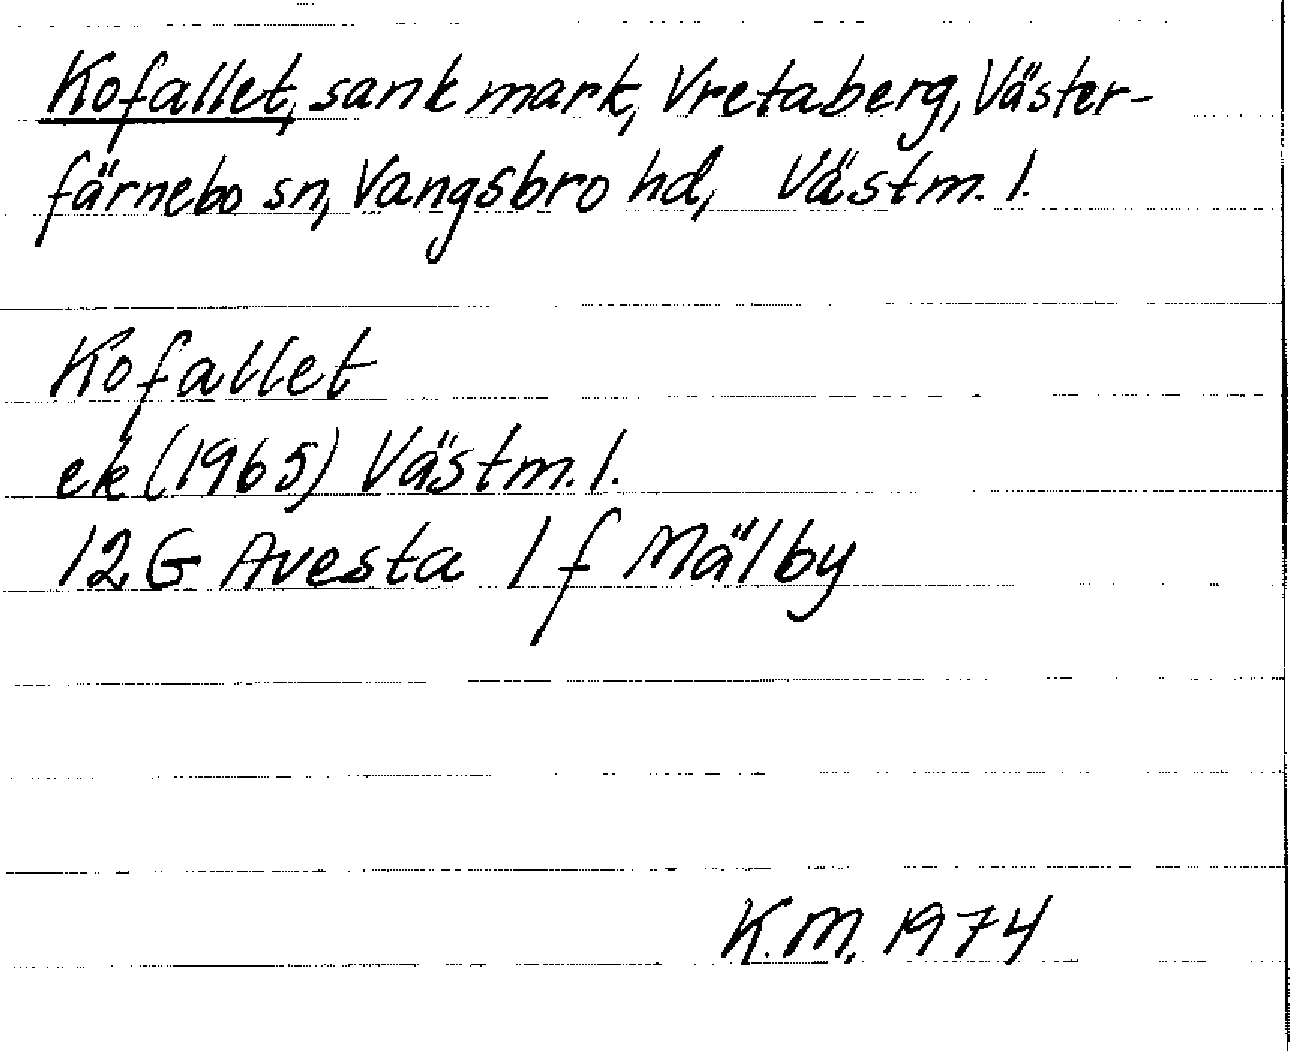 Kofallet, sank mark, Vretaberg, Väster-
färnebo sn, Vangsbro hd, Västm. l.
Kofallet
ek (1965) Västm. l.
12 G Avesta 1 f Mälby
K.M. 1974